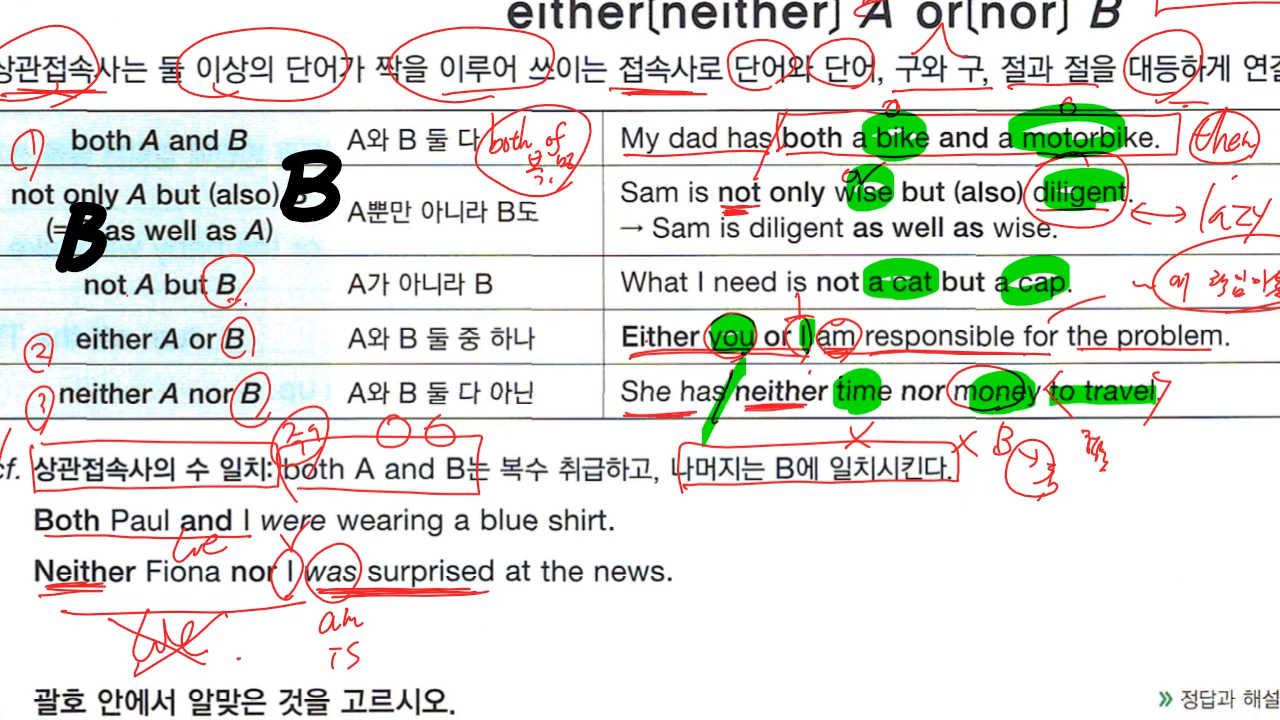 either(neither) A or(nor) B
상관접속사는 둘 이상의 단어가 짝을 이루어 쓰이는 접속사로 단어와 단어, 구와 구, 절과 절을 대등하게 연결
(1) both A and B A와 B 둘 다 both of My dad has both a bike and a motorbike. them
not only A but (also) B A뿐만 아니라 B도 Sam is not only wise but (also) diligent. lazy
(= B as well as A) → Sam is diligent as well as wise.
not A but B A가 아니라 B What I need is not a cat but a cap.
② either A or B A와 B 둘 중 하나 Either you or I am responsible for the problem.
③ neither A nor B A와 B 둘 다 아닌 She has neither time nor money to travel.
B
cf. 상관접속사의 수 일치: both A and B는 복수 취급하고, 나머지는 B에 일치시킨다.
Both Paul and I were wearing a blue shirt.
we
Neither Fiona nor I was surprised at the news.
we am
is
괄호 안에서 알맞은 것을 고르시오. 정답과 해설